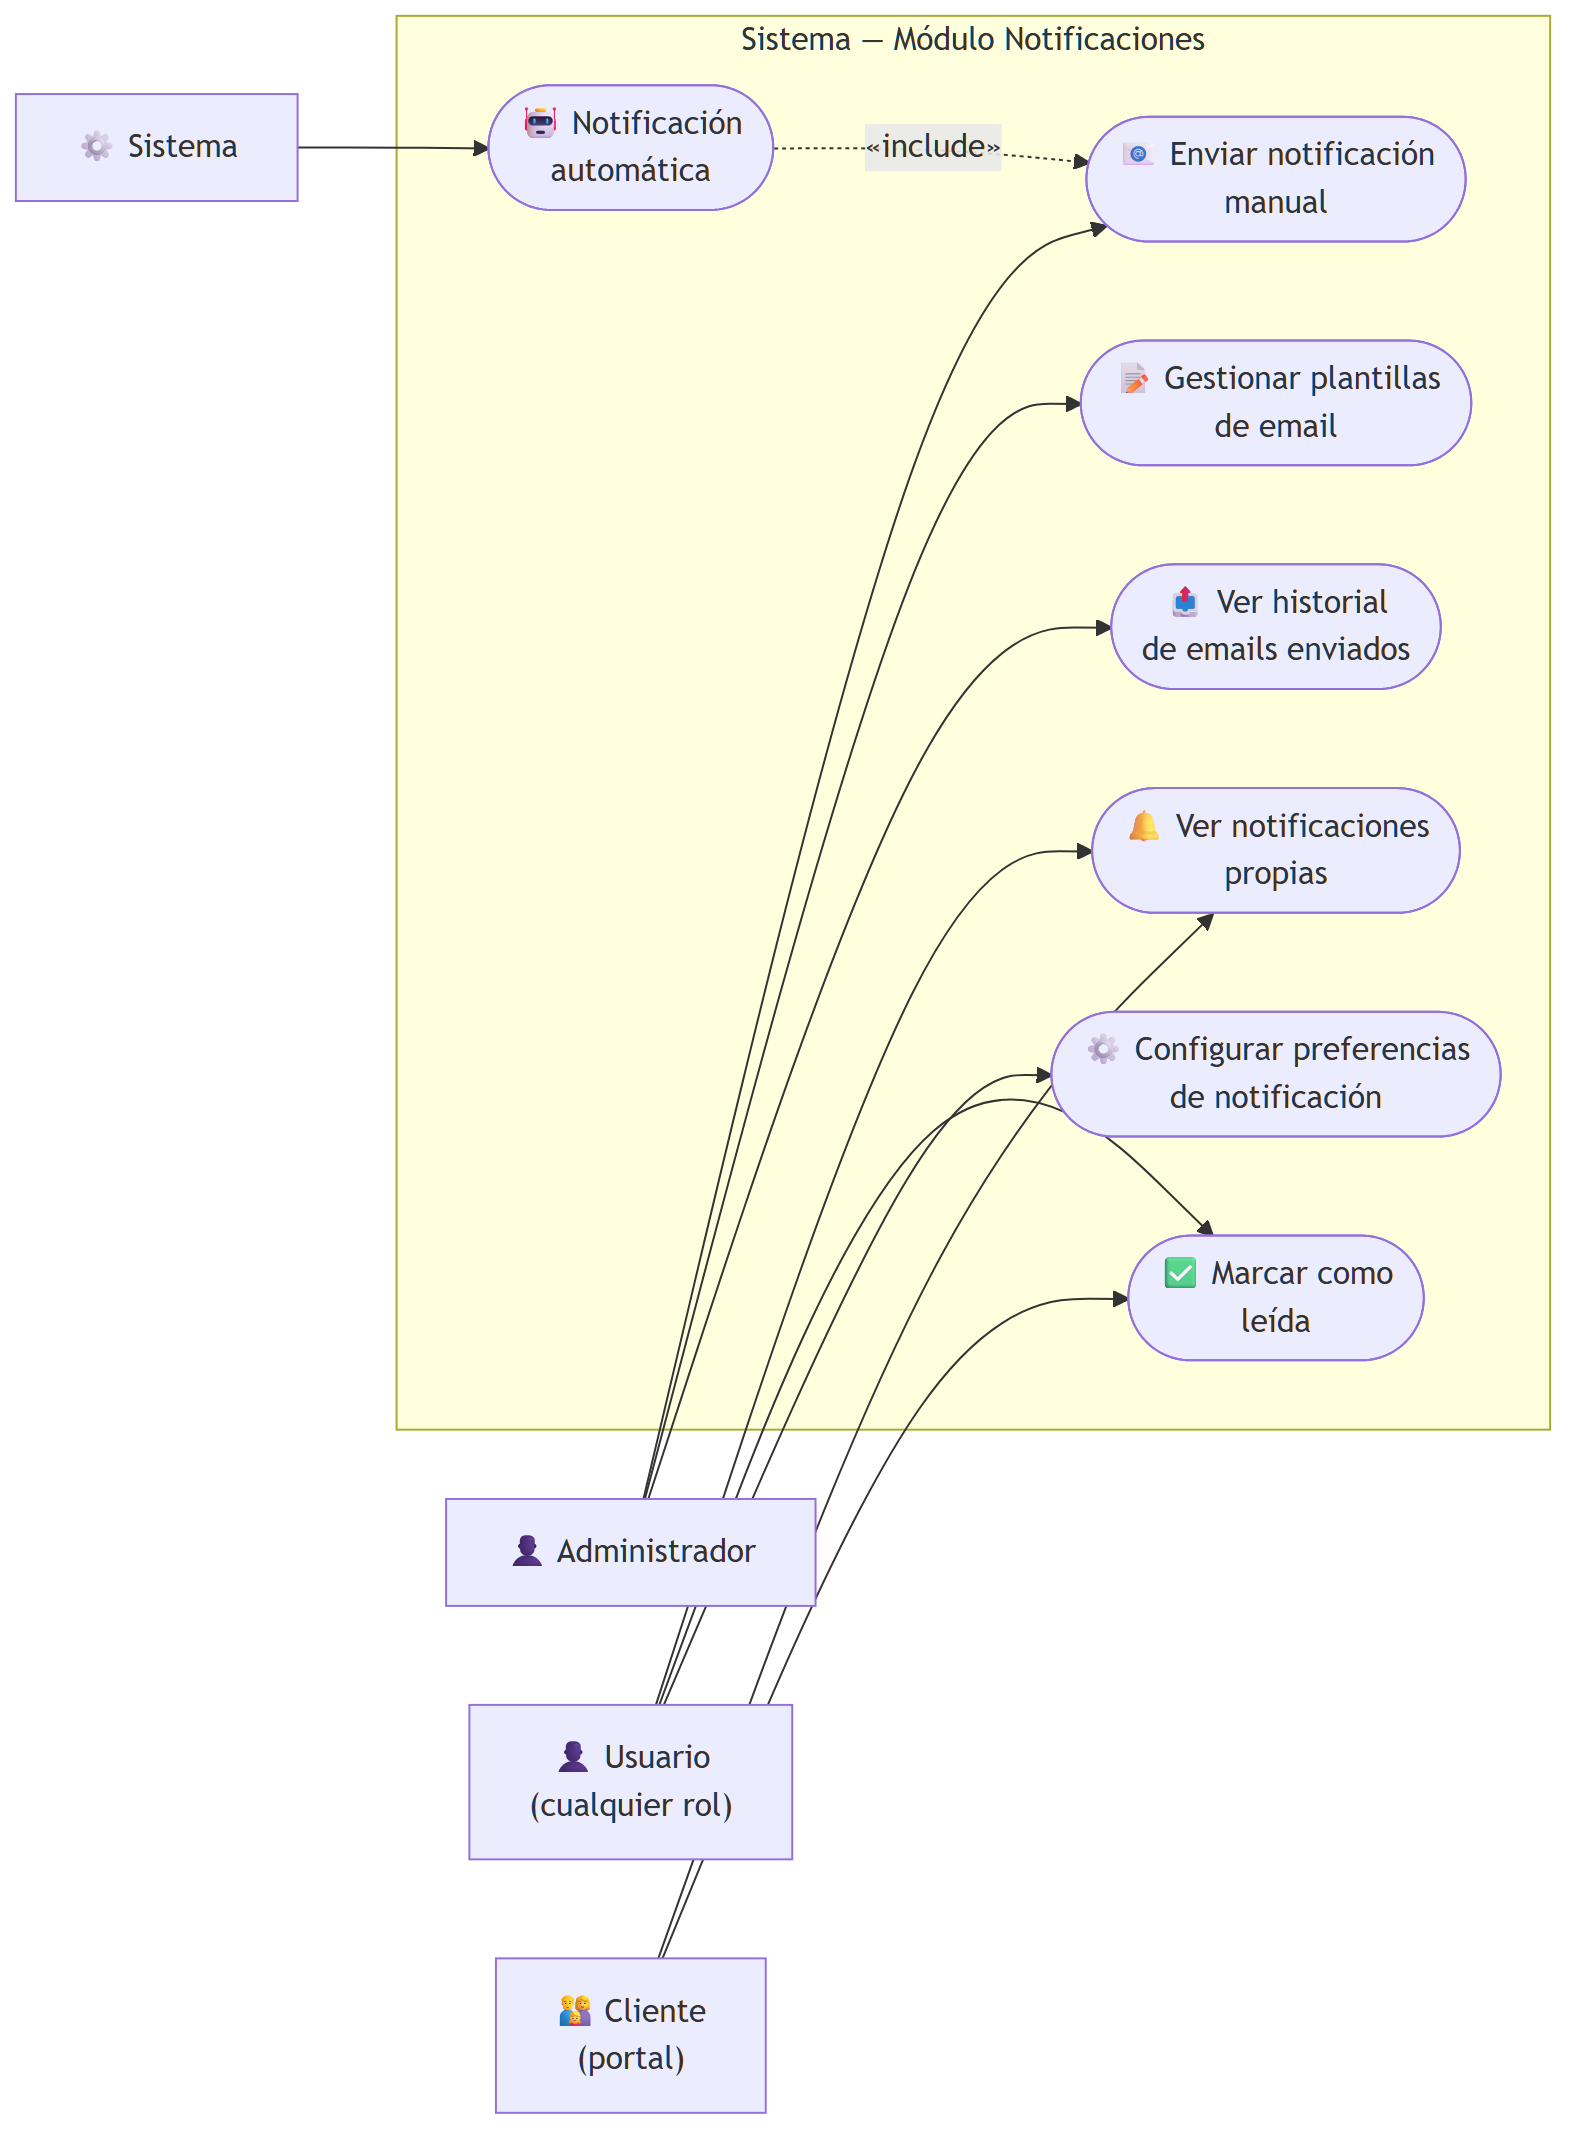 Sistema – Módulo Notificaciones
⚙️ Sistema
🤖 Notificación
automática
«include»
📧 Enviar notificación
manual
📝 Gestionar plantillas
de email
📤 Ver historial
de emails enviados
🔔 Ver notificaciones
propias
⚙️ Configurar preferencias
de notificación
✅ Marcar como
leída
👤 Administrador
👤 Usuario
(cualquier rol)
👪 Cliente
(portal)